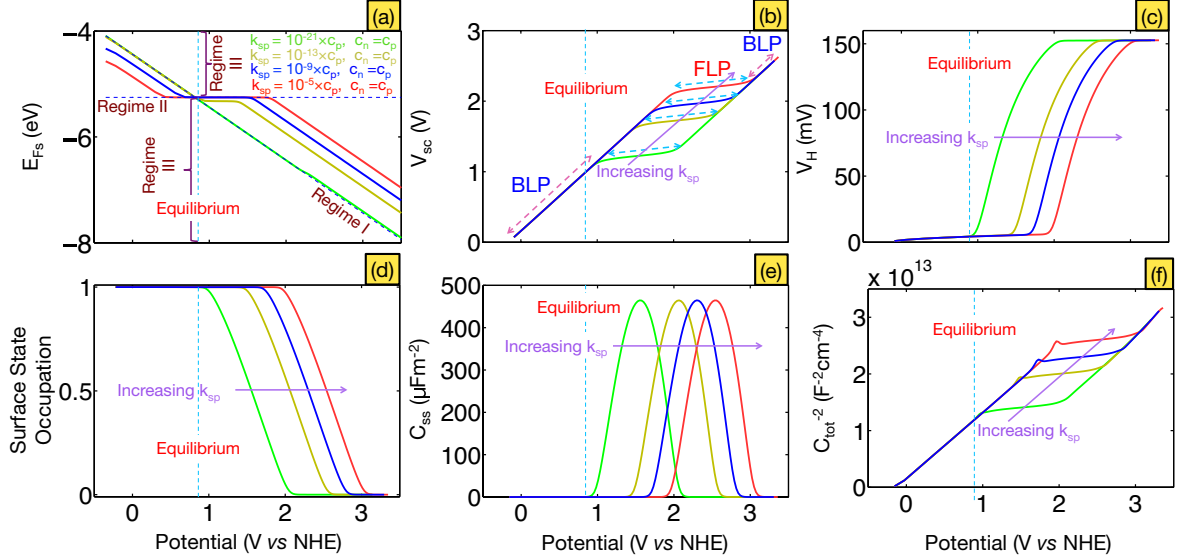 (a)
−4
−6
−8
E_Fs (eV)
Regime
III
k_sp = 10^-21×c_p, c_n =c_p
k_sp = 10^-13×c_p, c_n =c_p
k_sp = 10^-9×c_p, c_n =c_p
k_sp = 10^-5×c_p, c_n =c_p
Regime II
Regime
III
Equilibrium
Regime I
(b)
3
2
1
0
V_sc (V)
BLP
FLP
Equilibrium
Increasing k_sp
BLP
(c)
150
100
50
0
V_H (mV)
Equilibrium
Increasing k_sp
0 1 2 3
(d)
1
0.5
0
Surface State
Occupation
Increasing k_sp
Equilibrium
0 1 2 3
Potential (V vs NHE)
(e)
500
400
300
200
100
0
C_ss (μFm^-2)
Equilibrium
Increasing k_sp
0 1 2 3
Potential (V vs NHE)
(f)
x 10^13
3
2
1
0
C_tot^-2 (F^-2cm^-4)
Equilibrium
Increasing k_sp
0 1 2 3
Potential (V vs NHE)